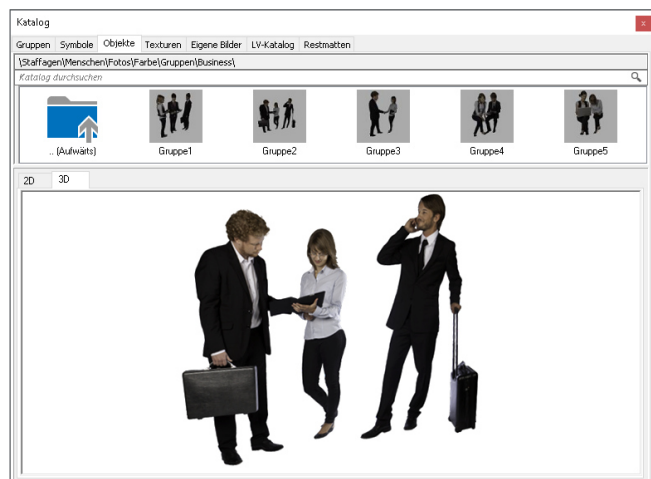 Katalog
x
Gruppen Symbole Objekte Texturen Eigene Bilder LV-Katalog Restmatten
\Staffagen\Menschen\Fotos\Farbe\Gruppen\Business\
Katalog durchsuchen
.. (Aufwärts) Gruppe1 Gruppe2 Gruppe3 Gruppe4 Gruppe5
2D 3D